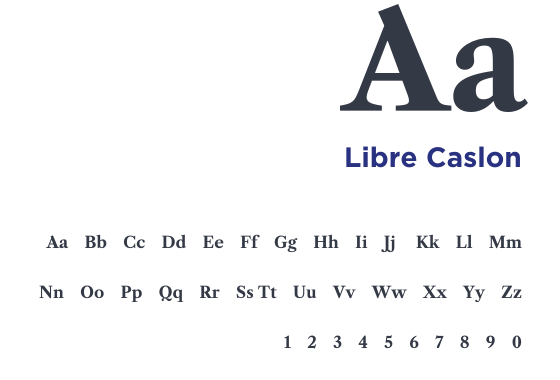 Aa
Libre Caslon
Aa Bb Cc Dd Ee Ff Gg Hh Ii Jj Kk Ll Mm
Nn Oo Pp Qq Rr Ss Tt Uu Vv Ww Xx Yy Zz
1 2 3 4 5 6 7 8 9 0